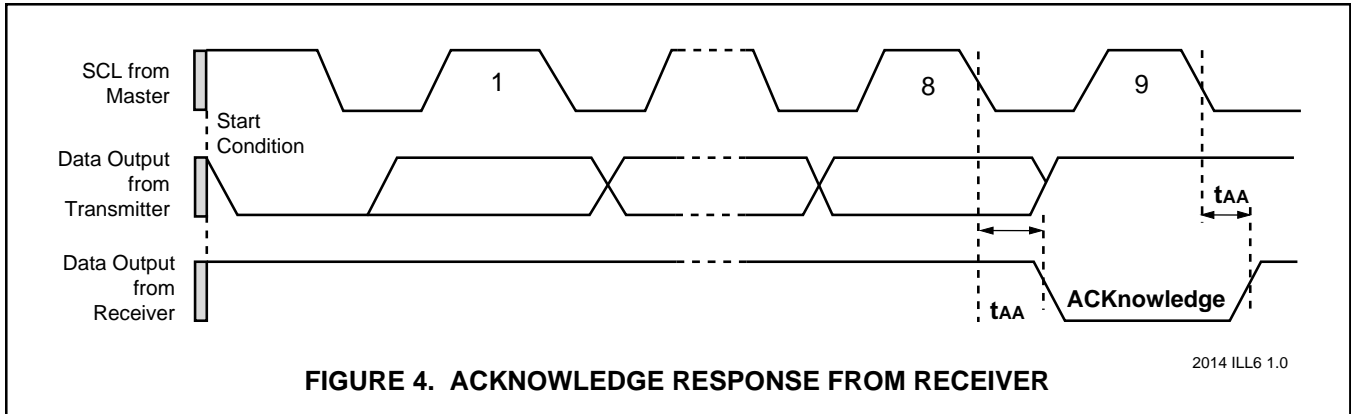 SCL from
Master
1
8
9
Start
Condition
Data Output
from
Transmitter
tAA
Data Output
from
Receiver
tAA
ACKnowledge
2014 ILL6 1.0
FIGURE 4. ACKNOWLEDGE RESPONSE FROM RECEIVER